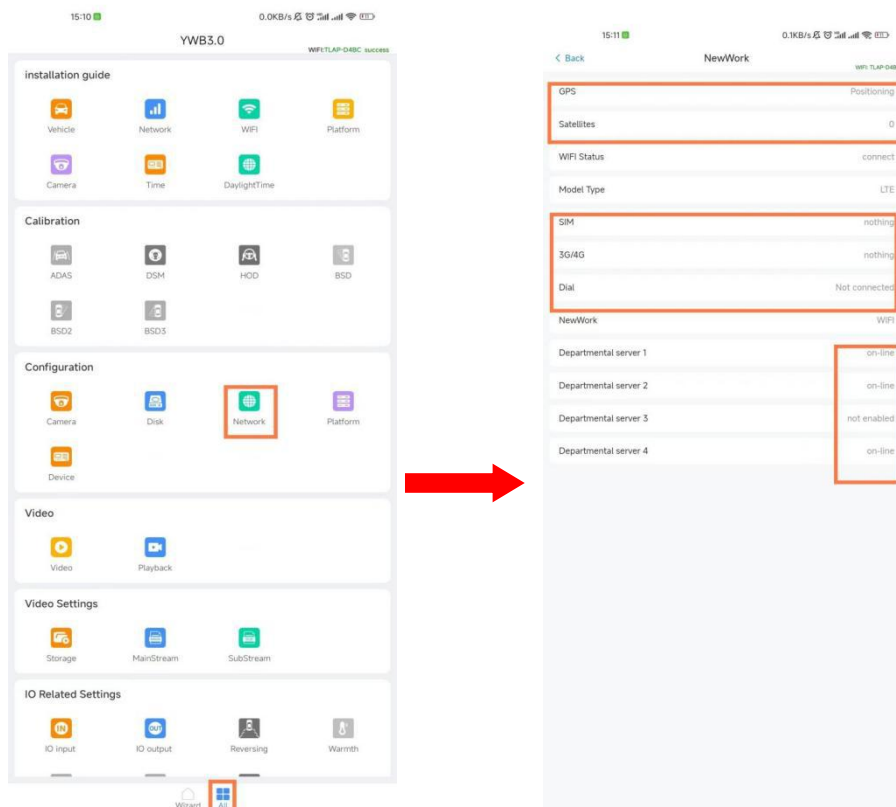 15:10 0.0KB/s
YWB3.0
WIFI:TLAP-D4BC success
installation guide
Vehicle Network WIFI Platform
Camera Time DaylightTime
Calibration
ADAS DSM HOD BSD
BSD2 BSD3
Configuration
Camera Disk Network Platform
Device
Video
Video Playback
Video Settings
Storage MainStream SubStream
IO Related Settings
IN OUT
IO input IO output Reversing Warmth
Wizard All
15:11 0.1KB/s
< Back NewWork
WIFI: TLAP-D4B
GPS Positioning
Satellites 0
WIFI Status connect
Model Type LTE
SIM nothing
3G/4G nothing
Dial Not connected
NewWork WIFI
Departmental server 1 on-line
Departmental server 2 on-line
Departmental server 3 not enabled
Departmental server 4 on-line